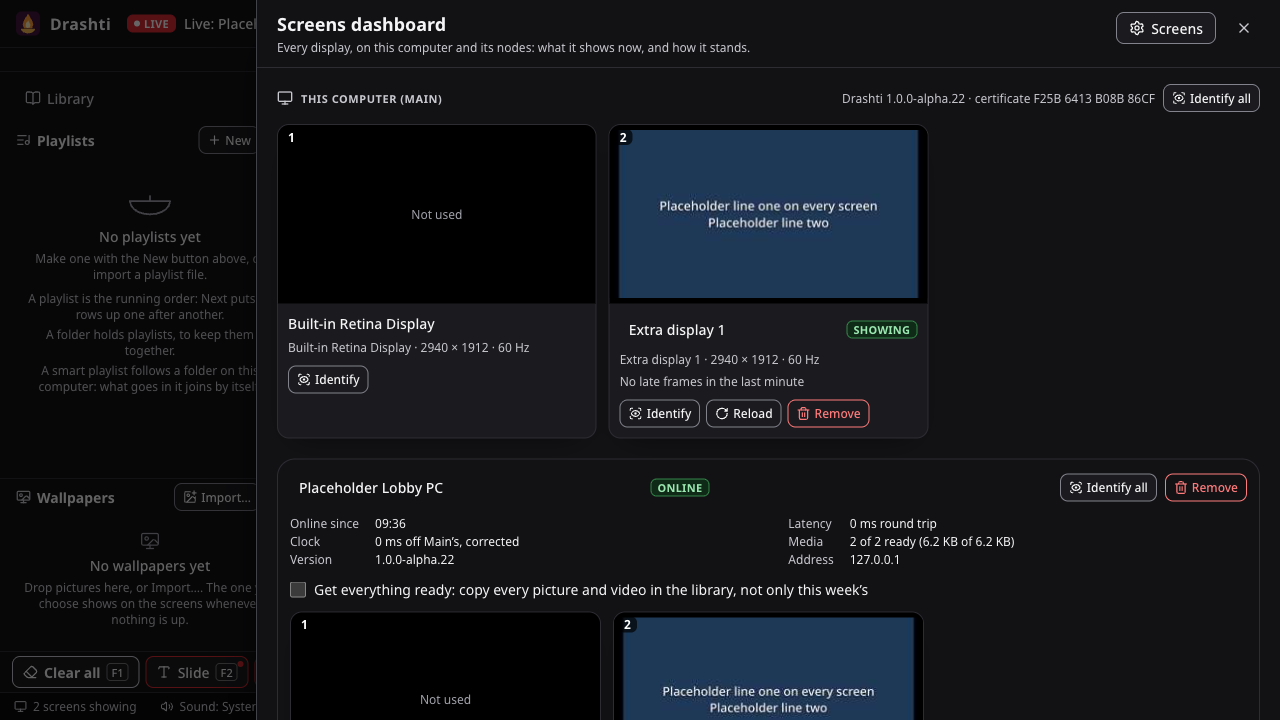 Drashti
LIVE
Live: Placel
Library
Playlists
New
No playlists yet
Make one with the New button above, o
import a playlist file.
A playlist is the running order: Next puts
rows up one after another.
A folder holds playlists, to keep them
together.
A smart playlist follows a folder on this
computer: what goes in it joins by itsel
Wallpapers
Import...
No wallpapers yet
Drop pictures here, or Import.... The one
choose shows on the screens wheneve
nothing is up.
Clear all F1
Slide F2
2 screens showing
Sound: Syster
Screens dashboard
Every display, on this computer and its nodes: what it shows now, and how it stands.
Screens
THIS COMPUTER (MAIN)
Drashti 1.0.0-alpha.22 · certificate F25B 6413 B08B 86CF
Identify all
1
Not used
Built-in Retina Display
Built-in Retina Display · 2940 × 1912 · 60 Hz
Identify
2
Placeholder line one on every screen
Placeholder line two
Extra display 1
SHOWING
Extra display 1 · 2940 × 1912 · 60 Hz
No late frames in the last minute
Identify
Reload
Remove
Placeholder Lobby PC
ONLINE
Identify all
Remove
Online since 09:36
Clock 0 ms off Main’s, corrected
Version 1.0.0-alpha.22
Latency 0 ms round trip
Media 2 of 2 ready (6.2 KB of 6.2 KB)
Address 127.0.0.1
Get everything ready: copy every picture and video in the library, not only this week’s
1
Not used
2
Placeholder line one on every screen
Placeholder line two